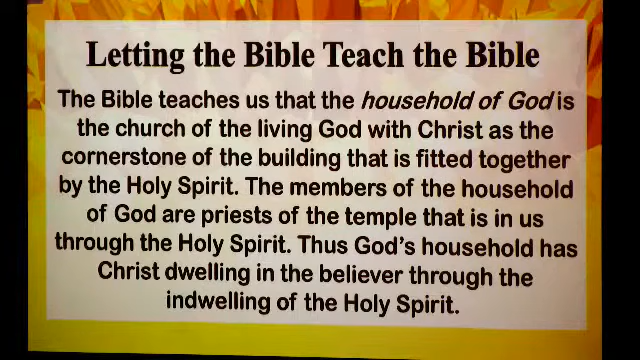 Letting the Bible Teach the Bible
The Bible teaches us that the household of God is
the church of the living God with Christ as the
cornerstone of the building that is fitted together
by the Holy Spirit. The members of the household
of God are priests of the temple that is in us
through the Holy Spirit. Thus God's household has
Christ dwelling in the believer through the
indwelling of the Holy Spirit.